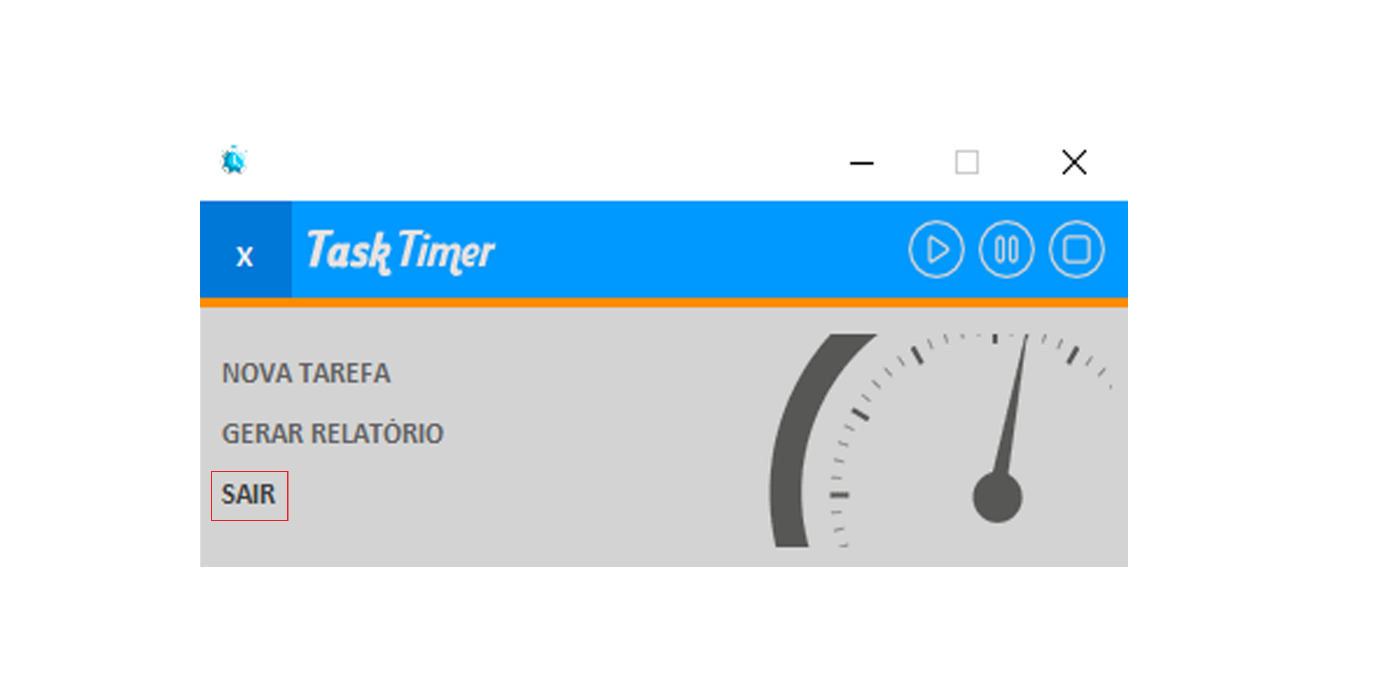 x Task Timer
NOVA TAREFA
GERAR RELATÓRIO
SAIR